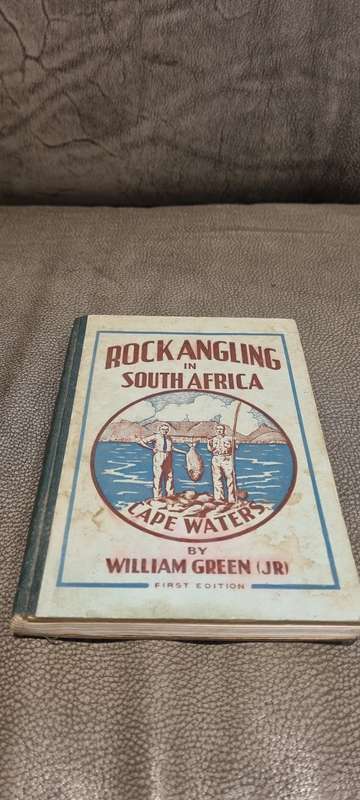 ROCK ANGLING
IN
SOUTH AFRICA
CAPE WATERS
BY
WILLIAM GREEN (JR)
FIRST EDITION